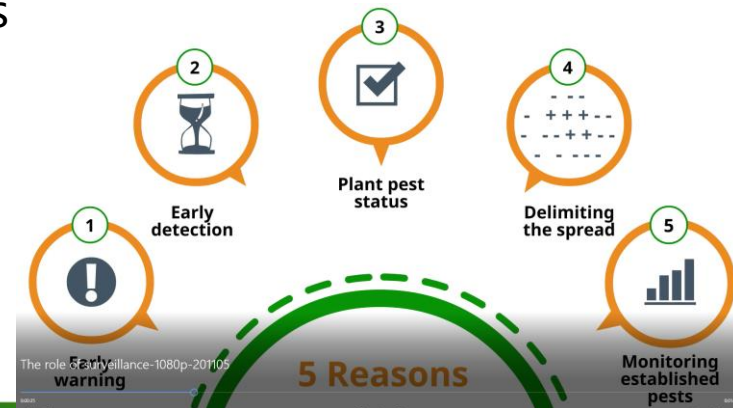 s
1
2
3
4
5
Early
warning
Early
detection
Plant pest
status
- - -
- + + + - -
- - - + + - -
- - - - -
Delimiting
the spread
Monitoring
established
pests
The role of surveillance-1080p-201105
5 Reasons